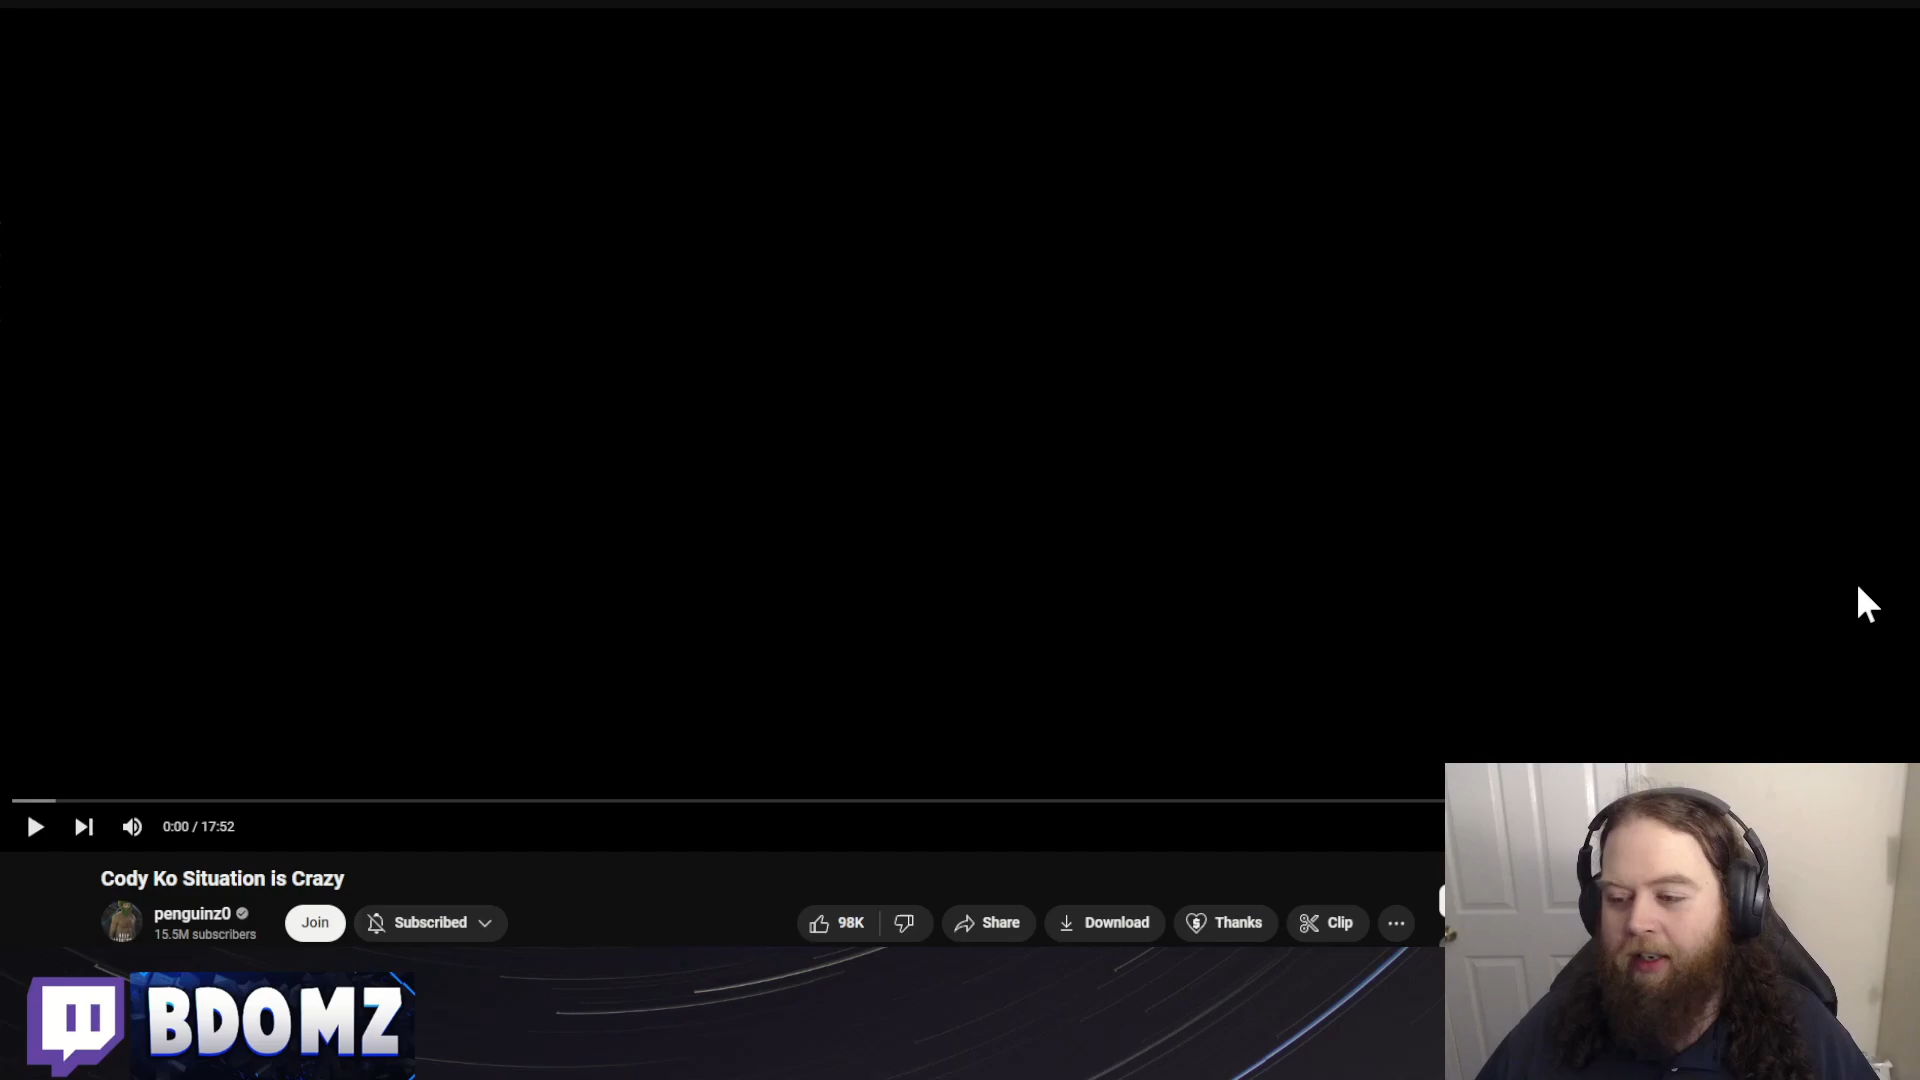 0:00 / 17:52
Cody Ko Situation is Crazy
penguinz0
15.5M subscribers
Join
Subscribed
98K
Share
Download
Thanks
Clip
BDOMZ